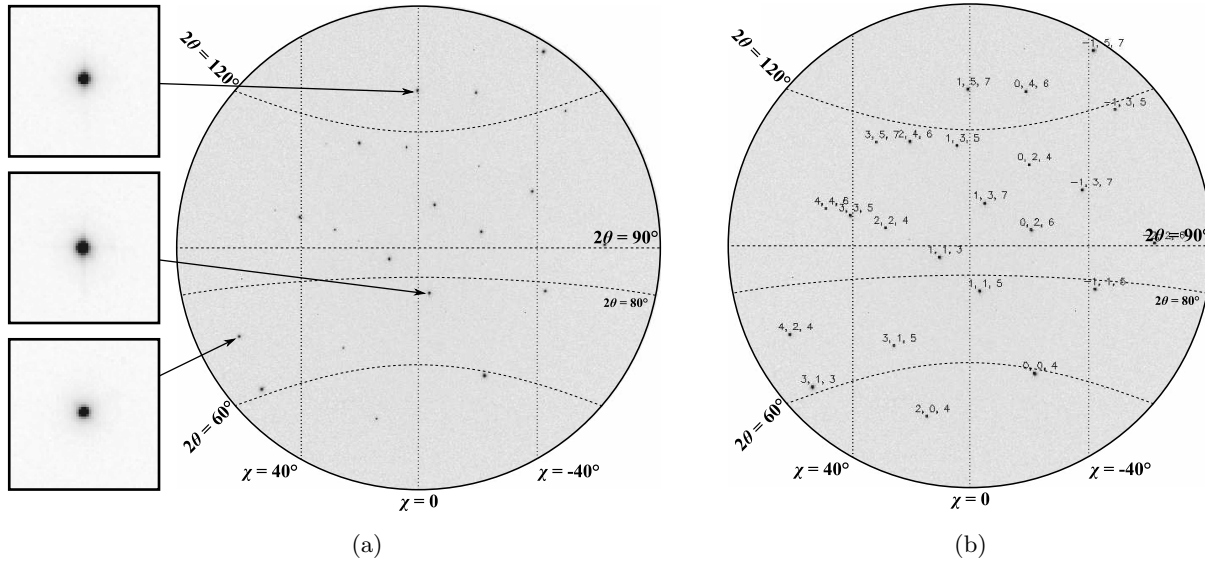 2θ = 120°
2θ = 90°
2θ = 80°
2θ = 60°
χ = 40°
χ = 0
χ = -40°
(a)
2θ = 120°
-1, 5, 7
1, 5, 7
0, 4, 6
-1, 3, 5
3, 5, 7
2, 4, 6
1, 3, 5
0, 2, 4
-1, 3, 7
4, 4, 6
3, 3, 5
1, 3, 7
2, 2, 4
0, 2, 6
2θ = 90°
1, 1, 3
1, 1, 5
-1, -1, 5
2θ = 80°
4, 2, 4
3, 1, 5
0, 0, 4
3, 1, 3
2, 0, 4
2θ = 60°
χ = 40°
χ = 0
χ = -40°
(b)